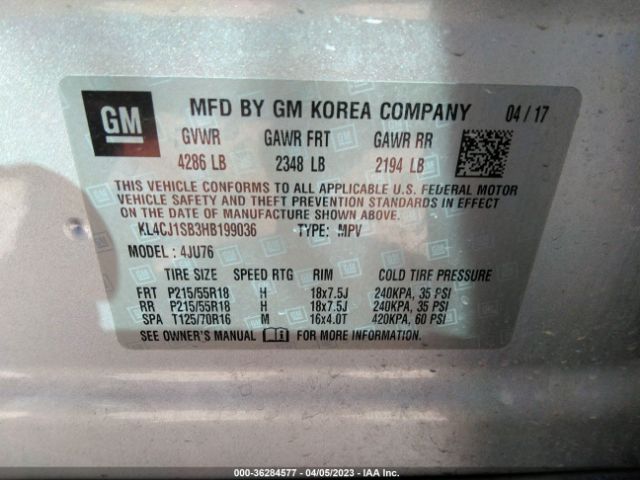 GM
MFD BY GM KOREA COMPANY 04 / 17
GVWR GAWR FRT GAWR RR
4286 LB 2348 LB 2194 LB
THIS VEHICLE CONFORMS TO ALL APPLICABLE U.S. FEDERAL MOTOR
VEHICLE SAFETY AND THEFT PREVENTION STANDARDS IN EFFECT ON
THE DATE OF MANUFACTURE SHOWN ABOVE.
KL4CJ1SB3HB199036 TYPE: MPV
MODEL : 4JU76
TIRE SIZE SPEED RTG RIM COLD TIRE PRESSURE
FRT P215/55R18 H 18x7.5J 240KPA, 35 PSI
RR P215/55R18 H 18x7.5J 240KPA, 35 PSI
SPA T125/70R16 M 16x4.0T 420KPA, 60 PSI
SEE OWNER'S MANUAL FOR MORE INFORMATION.
000-36284577 - 04/05/2023 - IAA Inc.